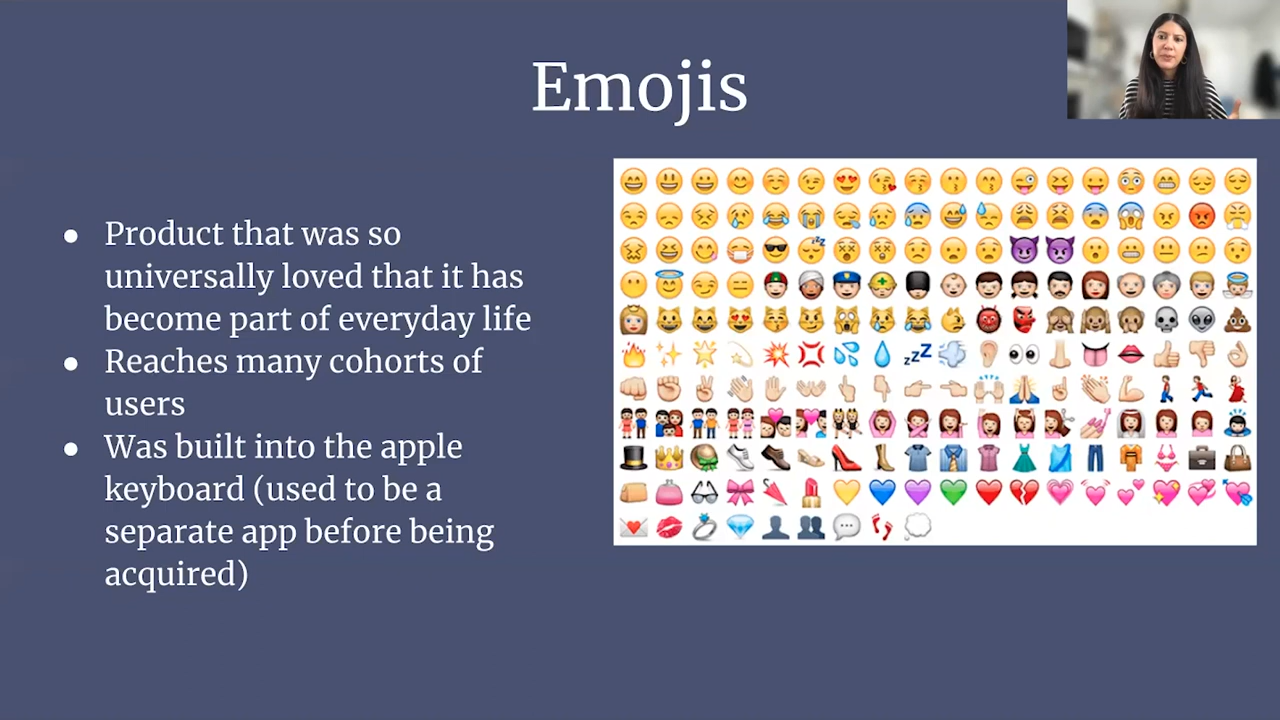 Emojis
● Product that was so
universally loved that it has
become part of everyday life
● Reaches many cohorts of
users
● Was built into the apple
keyboard (used to be a
separate app before being
acquired)